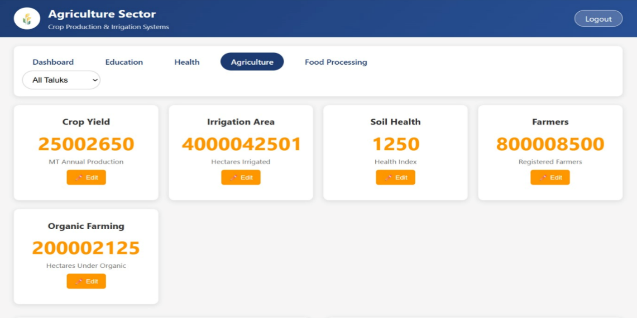 Agriculture Sector
Crop Production & Irrigation Systems
Logout
Dashboard Education Health Agriculture Food Processing
All Taluks
Crop Yield
25002650
MT Annual Production
Edit
Irrigation Area
4000042501
Hectares Irrigated
Edit
Soil Health
1250
Health Index
Edit
Farmers
800008500
Registered Farmers
Edit
Organic Farming
200002125
Hectares Under Organic
Edit